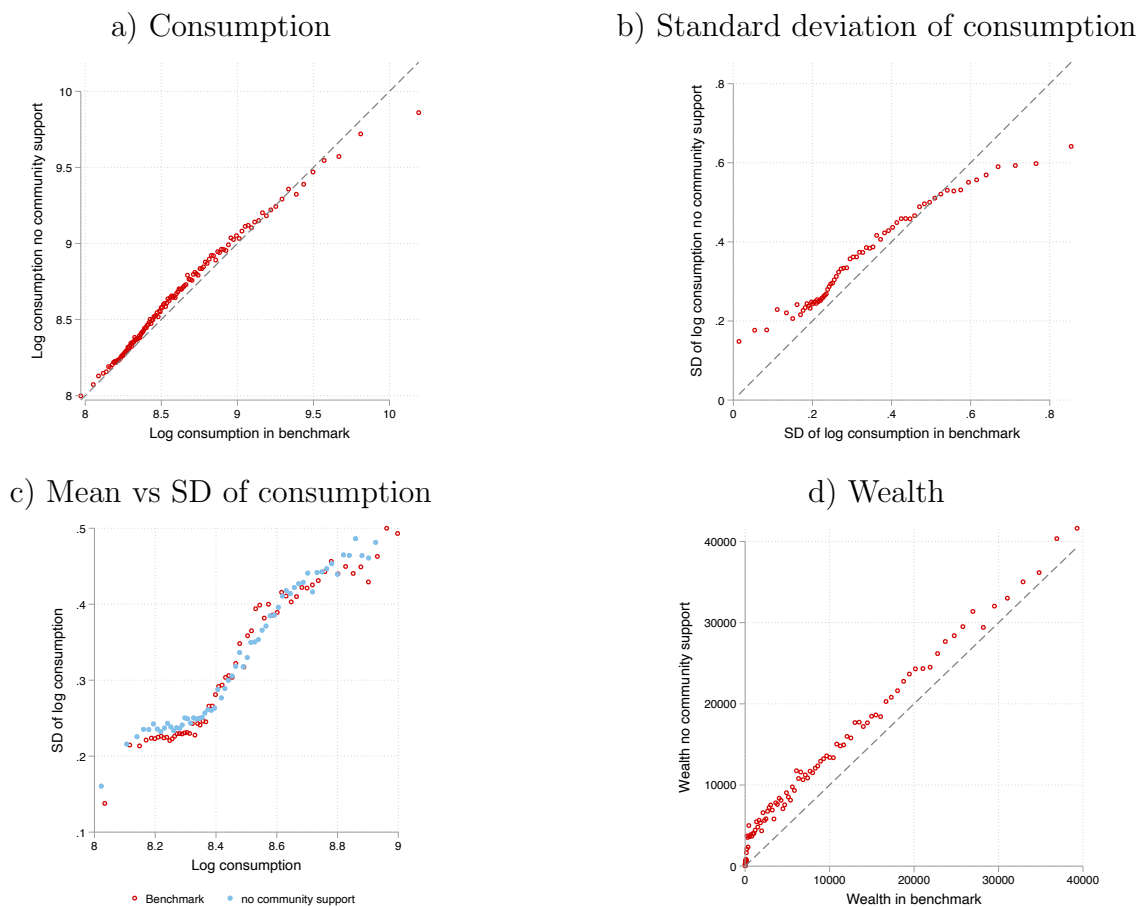 a) Consumption
b) Standard deviation of consumption
Log consumption no community support
10
9.5
9
8.5
8
8
8.5
9
9.5
10
Log consumption in benchmark
SD of log consumption no community support
.8
.6
.4
.2
0
0
.2
.4
.6
.8
SD of log consumption in benchmark
c) Mean vs SD of consumption
d) Wealth
SD of log consumption
.5
.4
.3
.2
.1
8
8.2
8.4
8.6
8.8
9
Log consumption
Benchmark
no community support
Wealth no community support
40000
30000
20000
10000
0
0
10000
20000
30000
40000
Wealth in benchmark